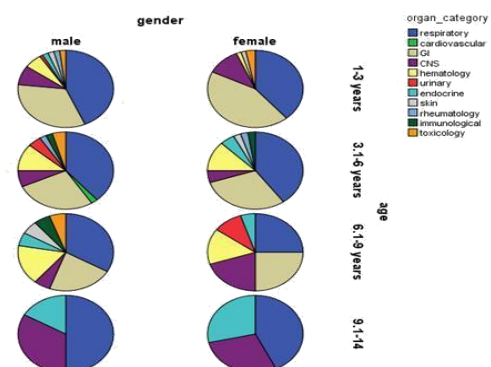 gender
male
female
organ_category
respiratory
cardiovascular
GI
CNS
hematology
urinary
endocrine
skin
rheumatology
immunological
toxicology
1-3 years
3.1-6 years
6.1-9 years
9.1-14
age